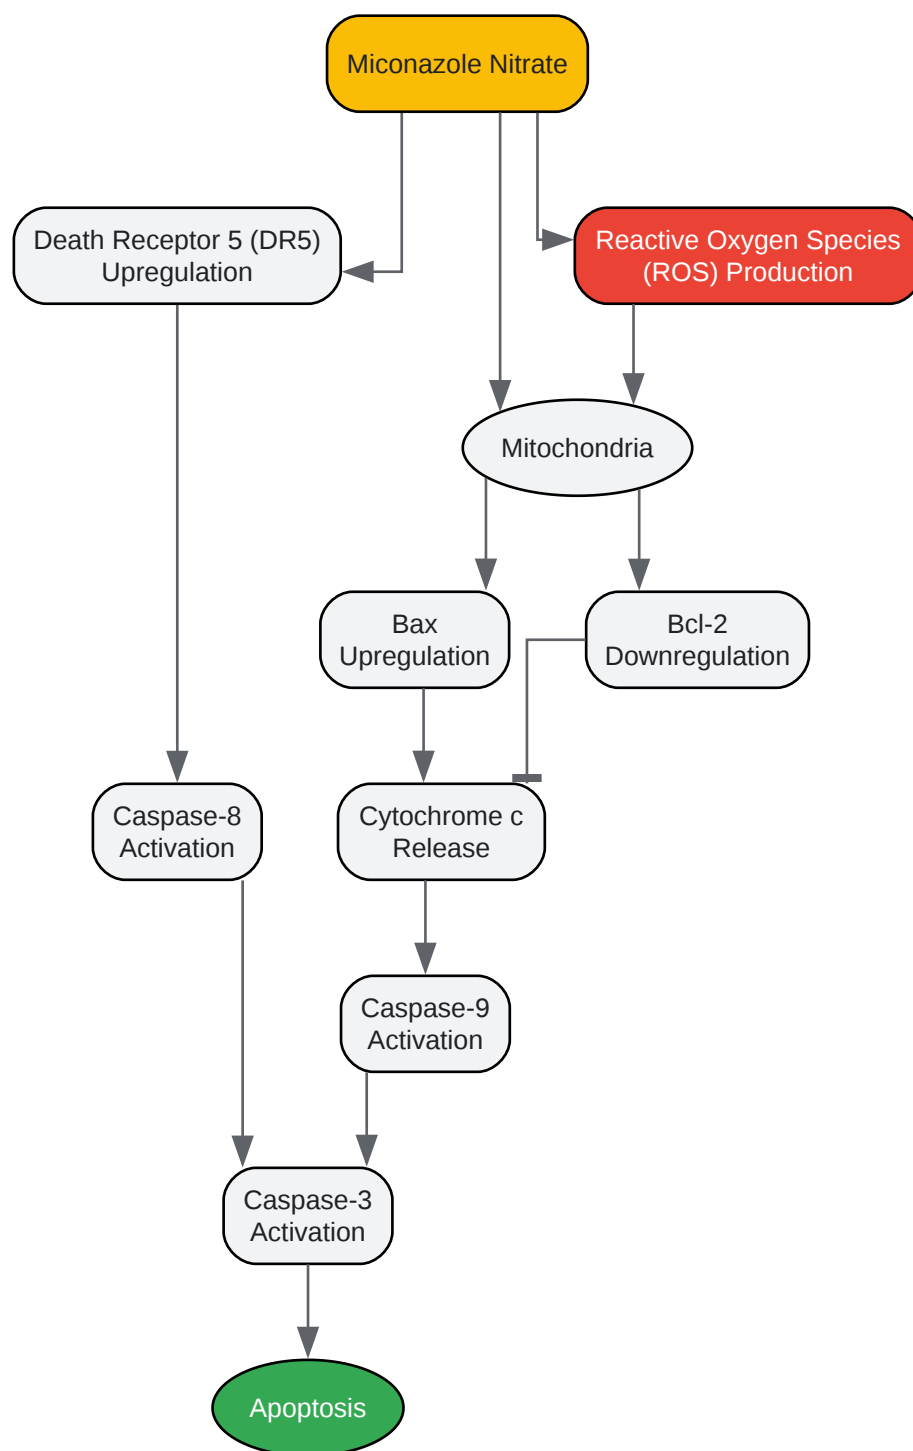 Miconazole Nitrate
Death Receptor 5 (DR5)
Upregulation
Reactive Oxygen Species
(ROS) Production
Mitochondria
Bax
Upregulation
Bcl-2
Downregulation
Caspase-8
Activation
Cytochrome c
Release
Caspase-9
Activation
Caspase-3
Activation
Apoptosis